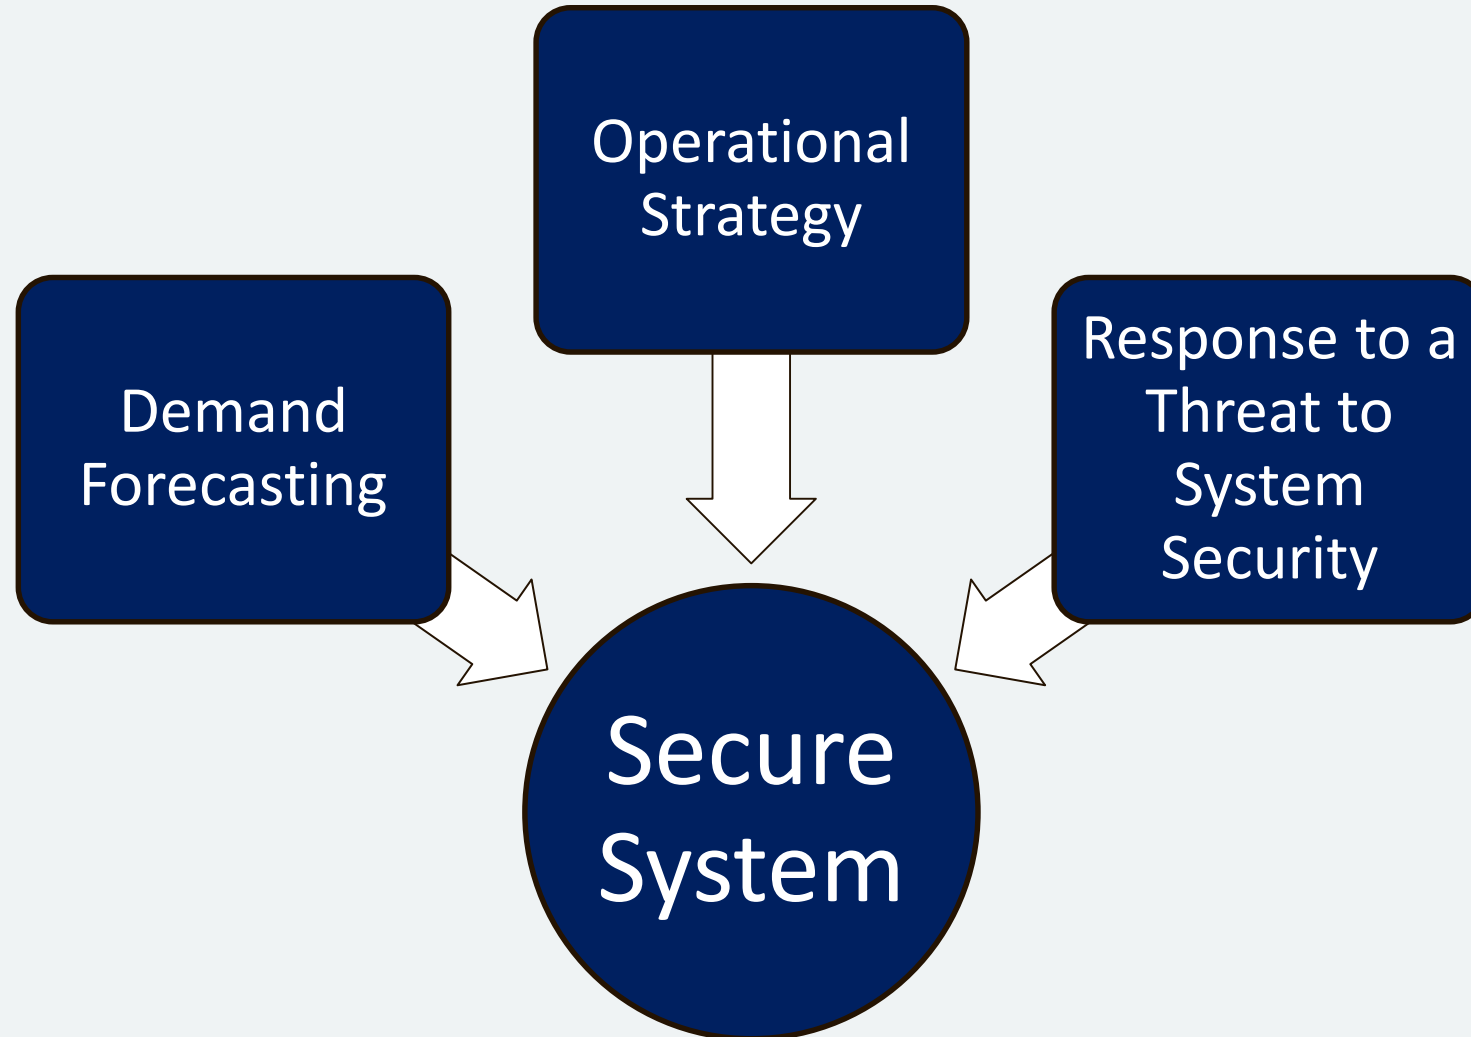 Operational
Strategy
Demand
Forecasting
Response to a
Threat to
System
Security
Secure
System